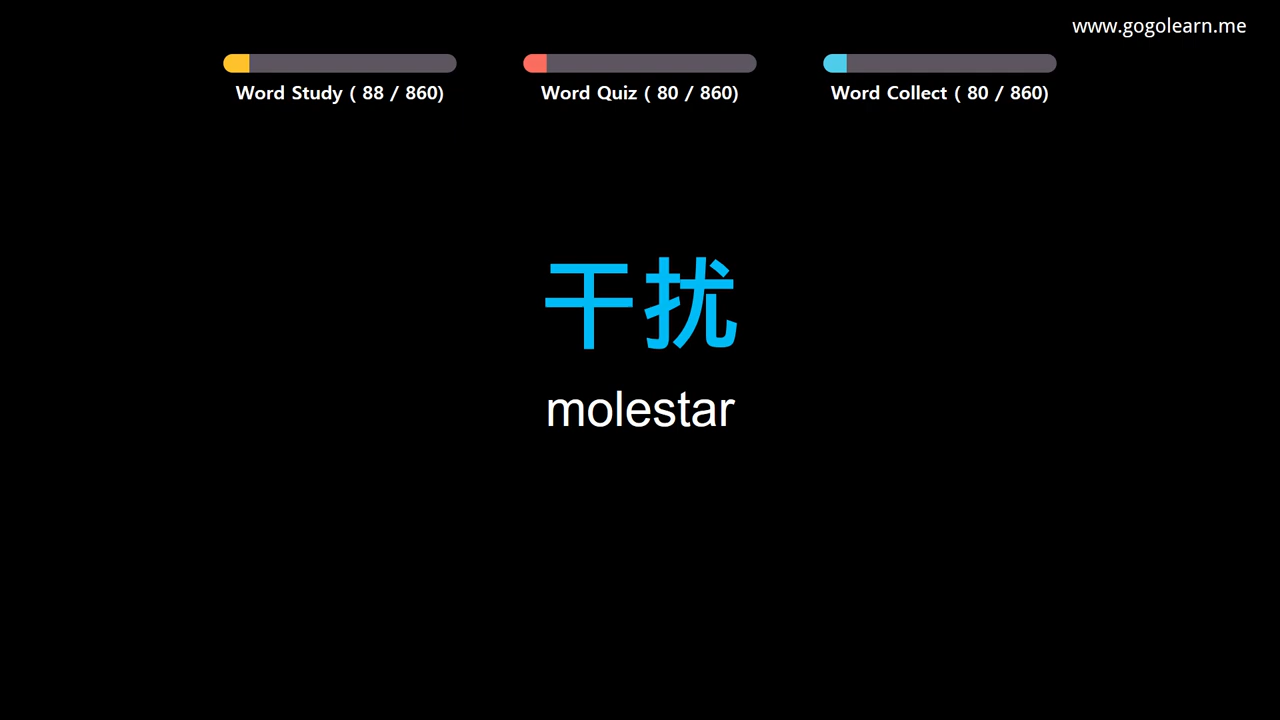 www.gogolearn.me
Word Study ( 88 / 860)
Word Quiz ( 80 / 860)
Word Collect ( 80 / 860)
干扰
molestar